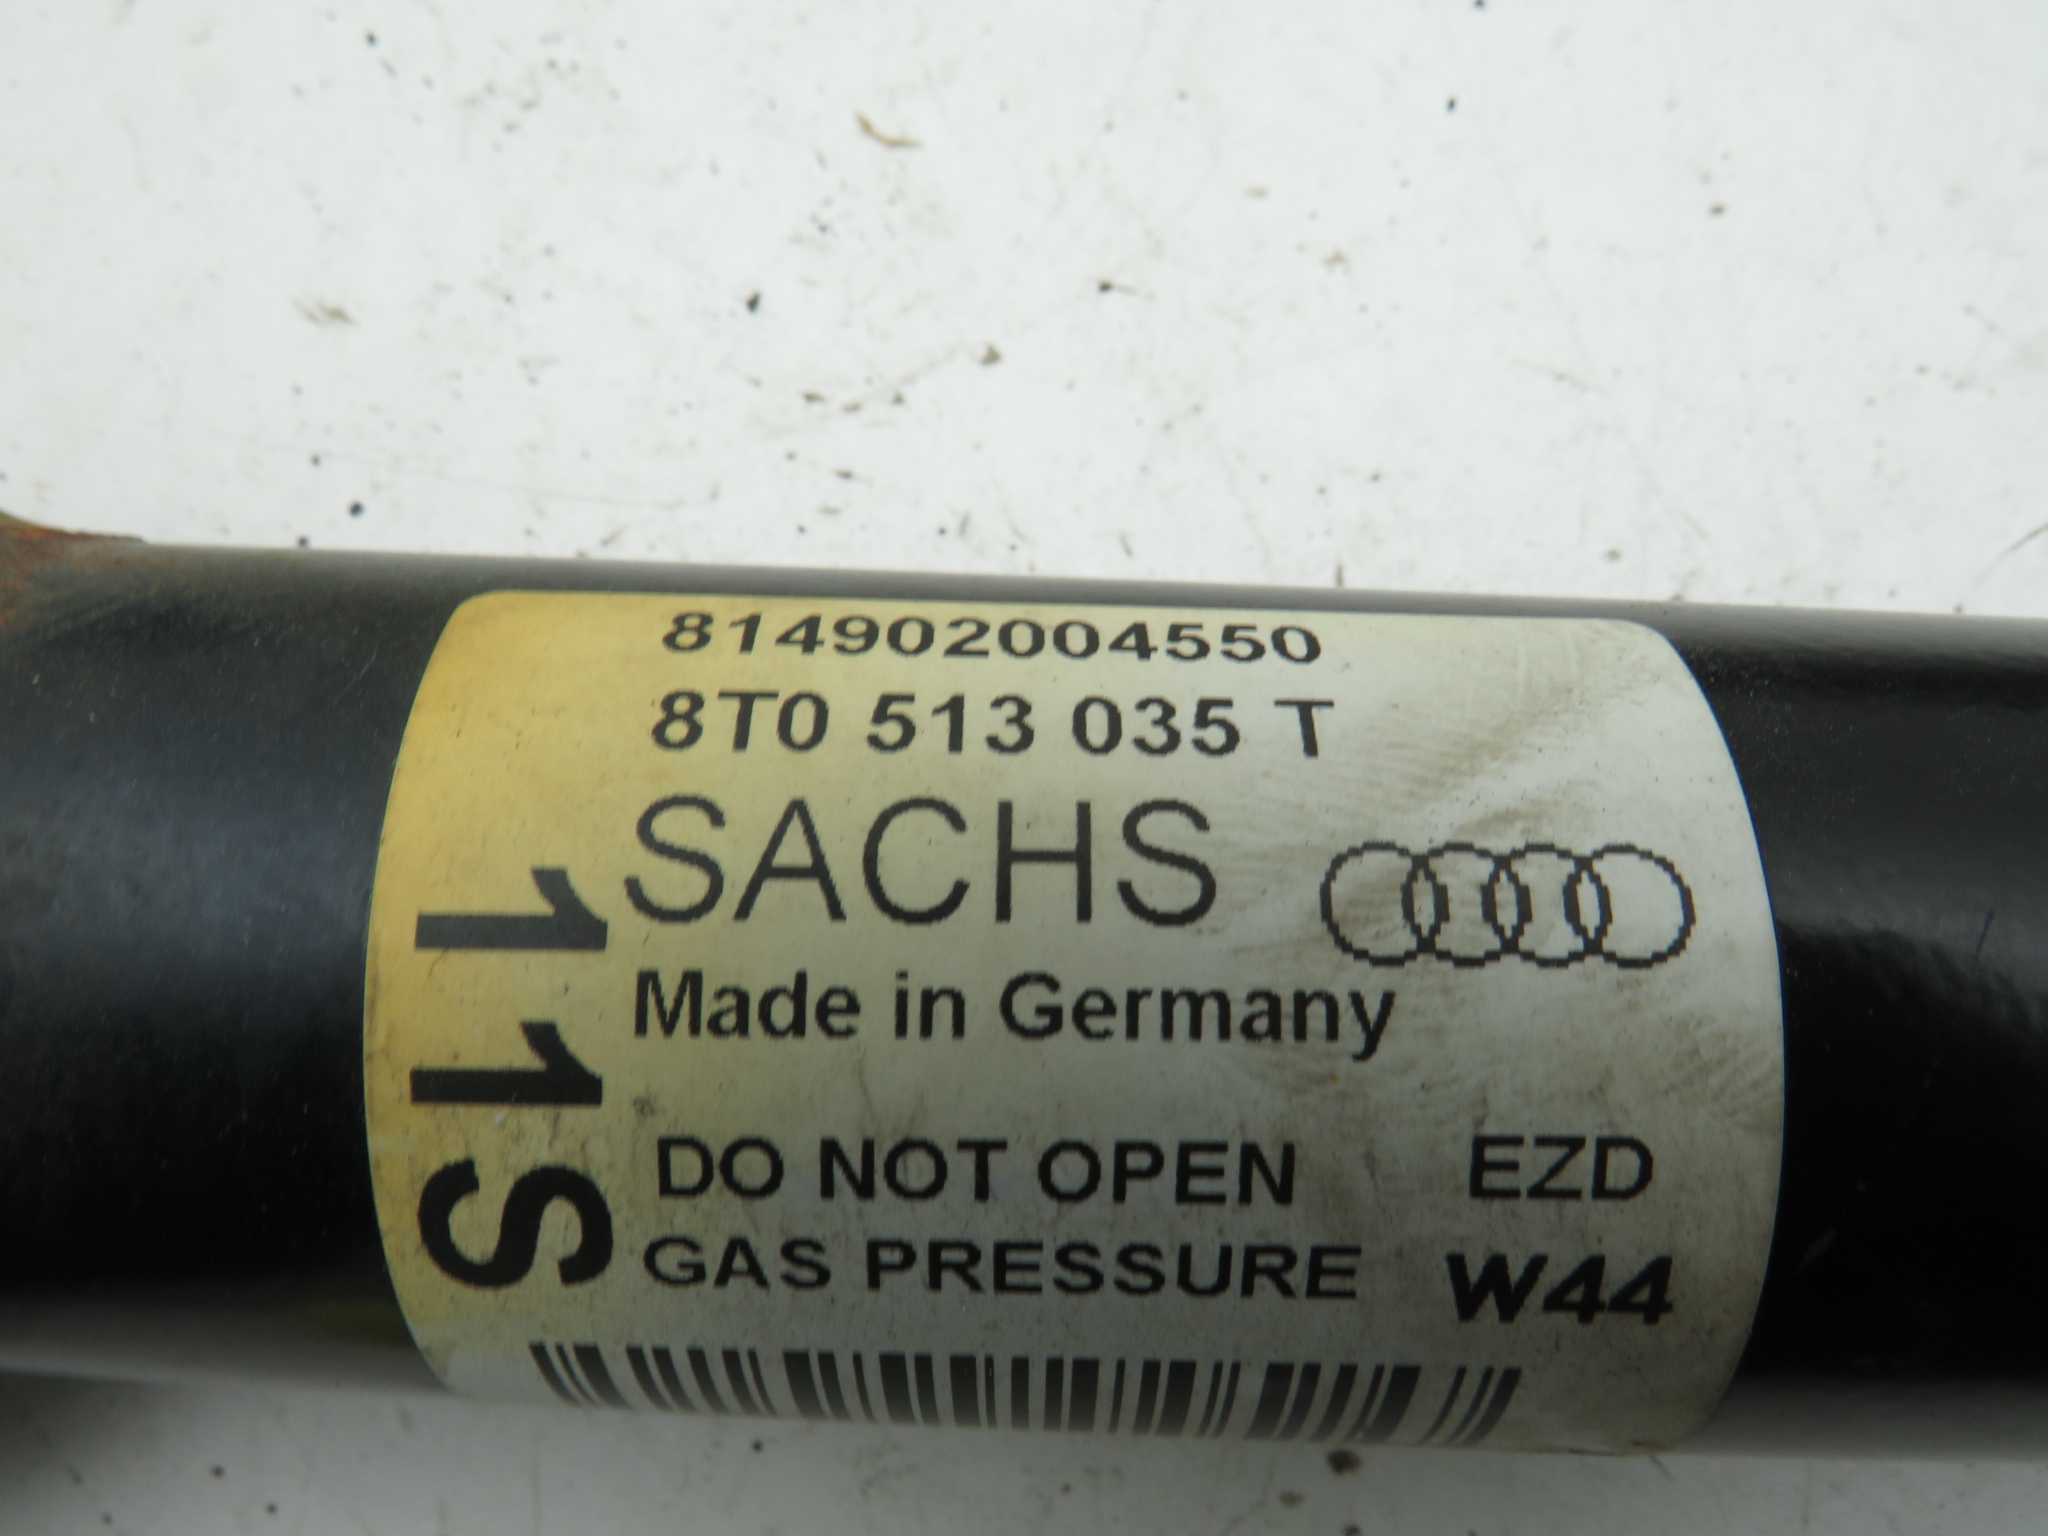 814902004550
8T0 513 035 T
SACHS
Made in Germany
11S
DO NOT OPEN EZD
GAS PRESSURE W44